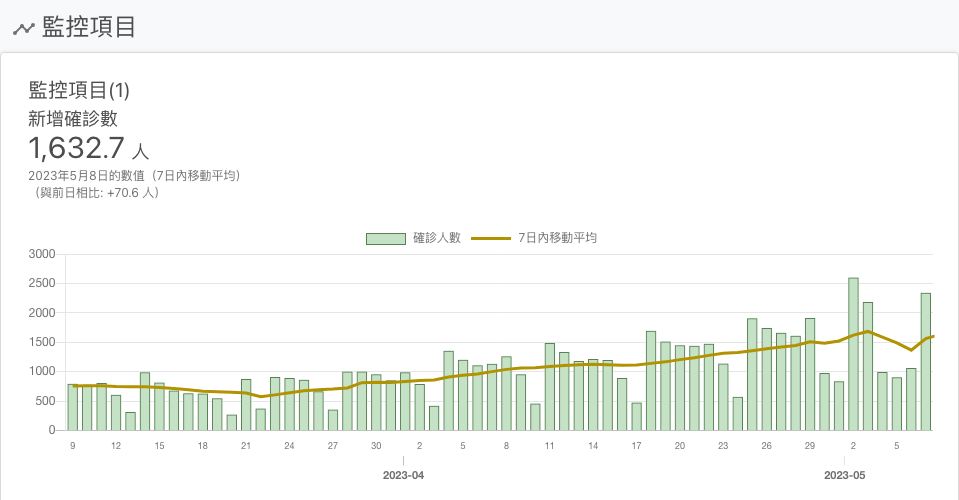 監控項目
監控項目(1)
新增確診數
1,632.7 人
2023年5月8日的數值（7日內移動平均）
（與前日相比: +70.6 人）
確診人數 7日內移動平均
3000
2500
2000
1500
1000
500
0
9 12 15 18 21 24 27 30 2 5 8 11 14 17 20 23 26 29 2 5
2023-04 2023-05